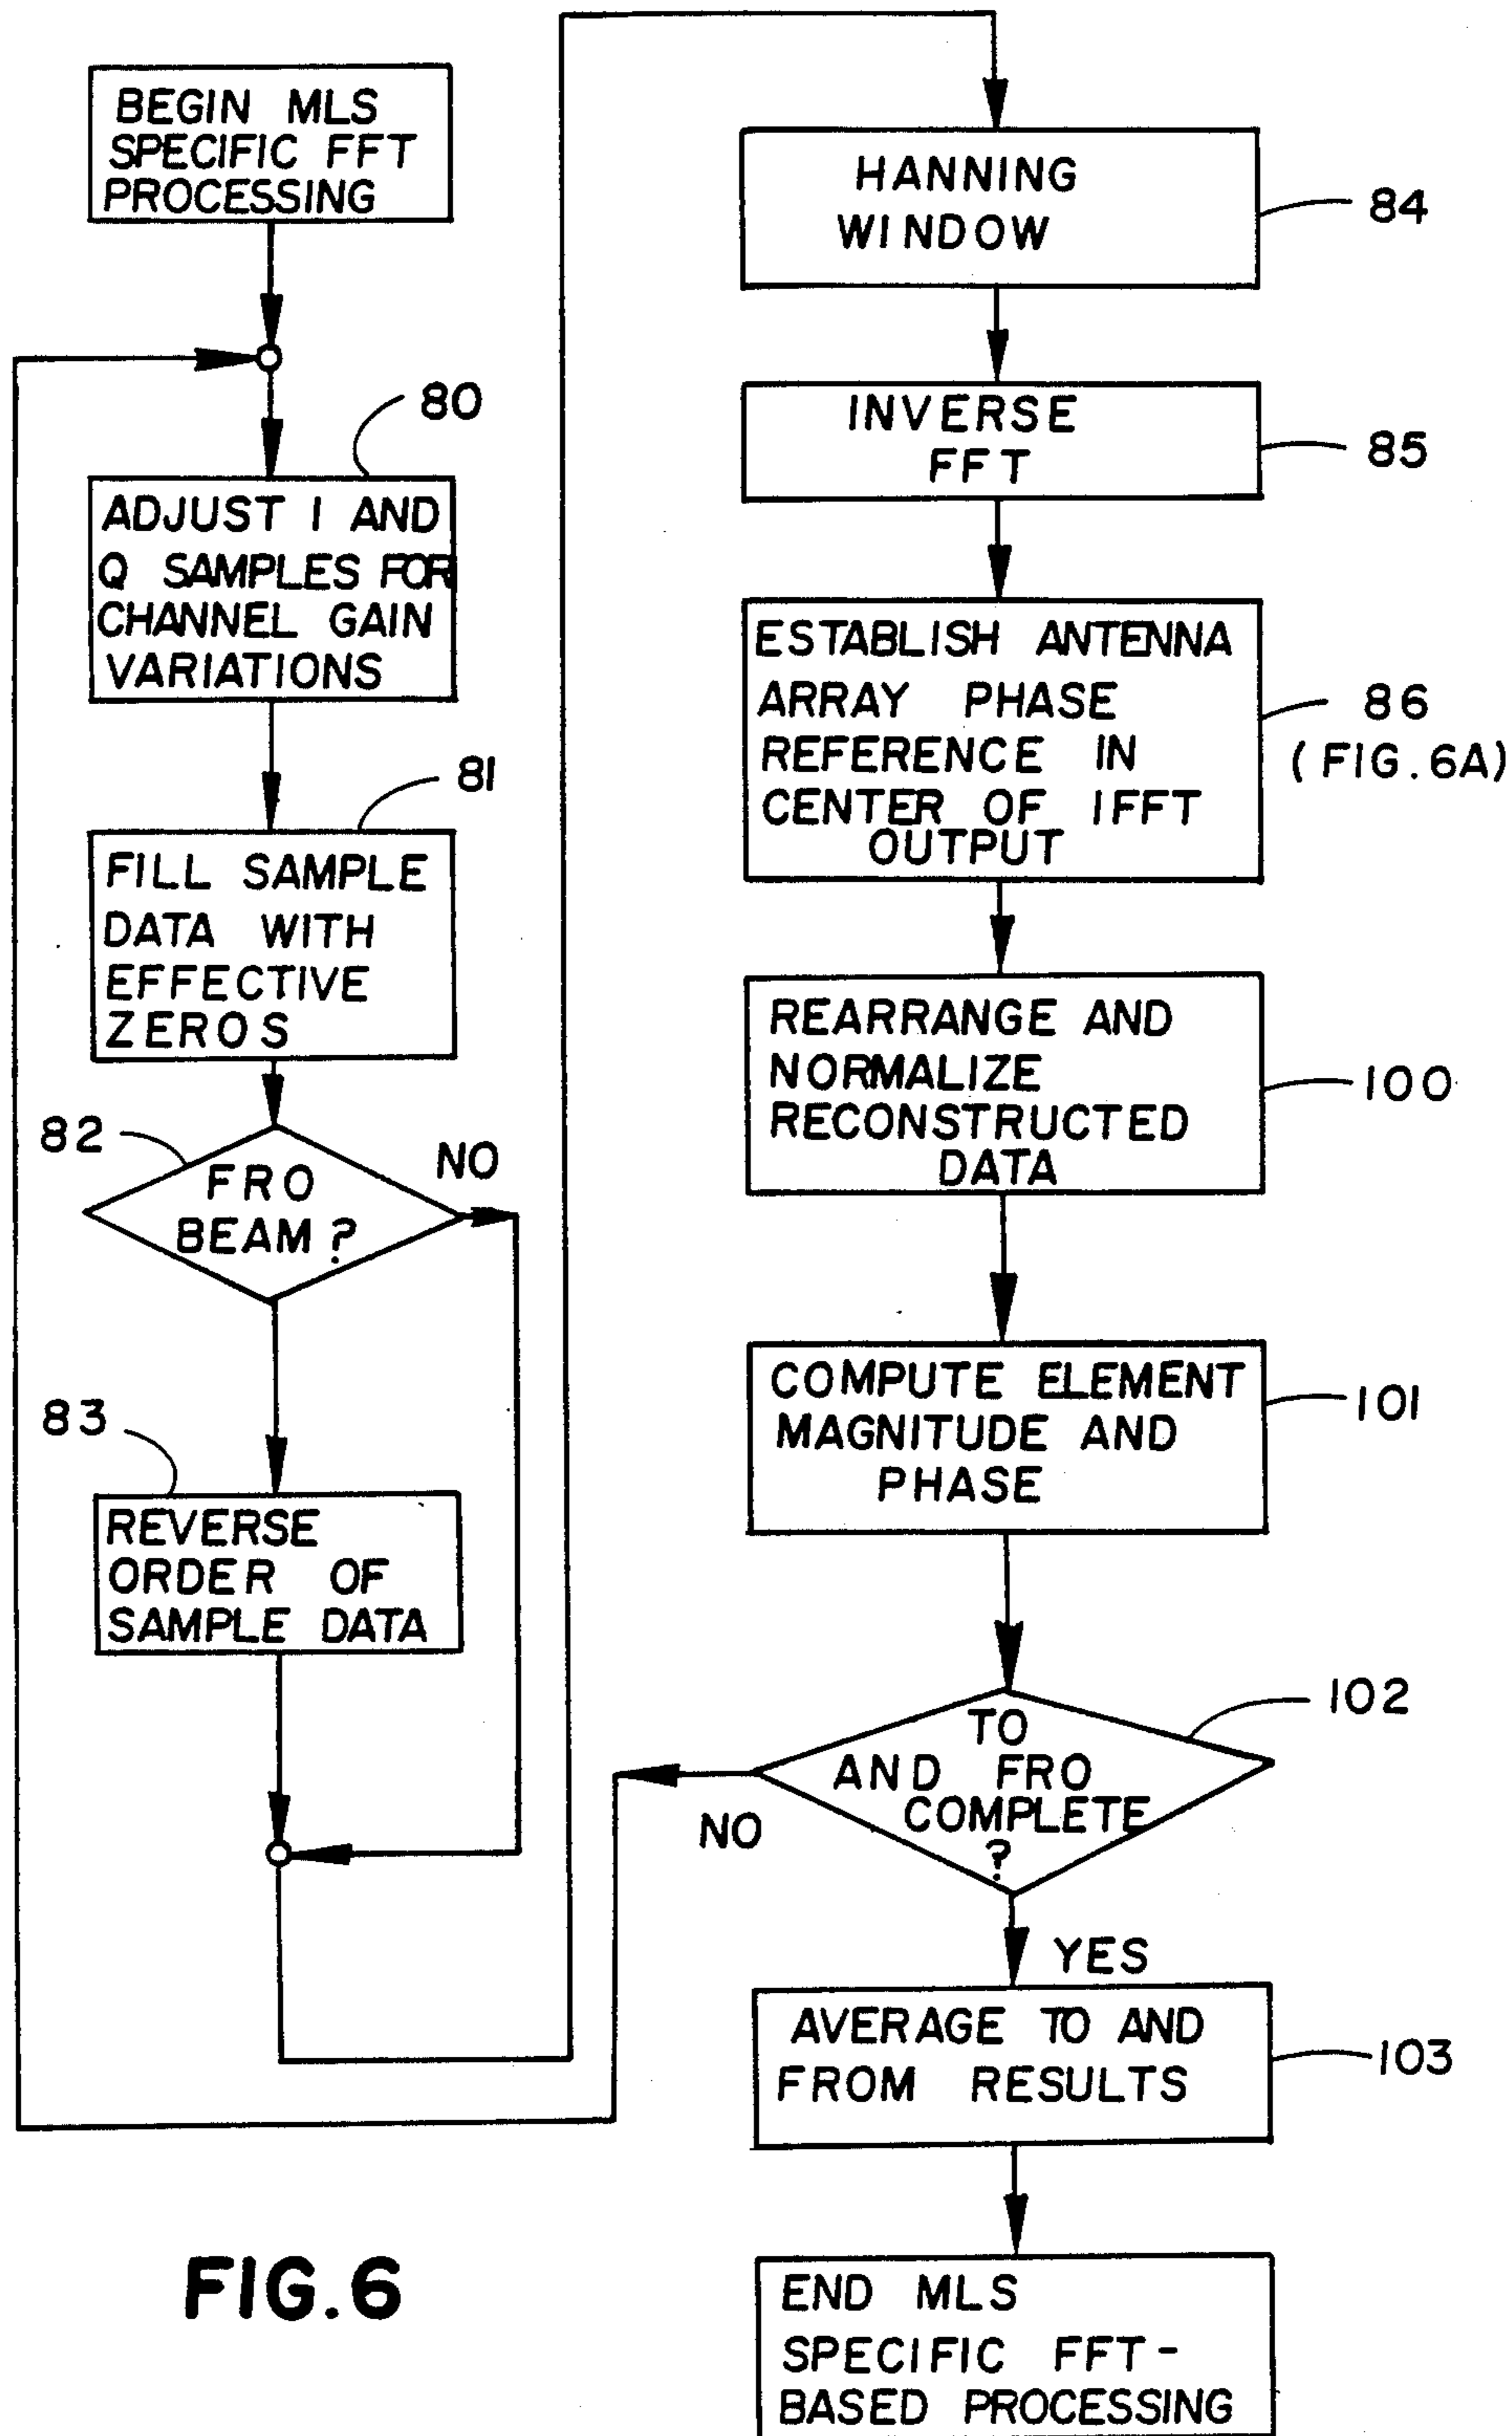 BEGIN MLS
SPECIFIC FFT
PROCESSING
80
ADJUST I AND
Q SAMPLES FOR
CHANNEL GAIN
VARIATIONS
81
FILL SAMPLE
DATA WITH
EFFECTIVE
ZEROS
82
FRO
BEAM?
NO
83
REVERSE
ORDER OF
SAMPLE DATA
HANNING
WINDOW
84
INVERSE
FFT
85
ESTABLISH ANTENNA
ARRAY PHASE
REFERENCE IN
CENTER OF IFFT
OUTPUT
86
(FIG.6A)
REARRANGE AND
NORMALIZE
RECONSTRUCTED
DATA
100
COMPUTE ELEMENT
MAGNITUDE AND
PHASE
101
TO
AND FRO
COMPLETE
?
102
NO
YES
AVERAGE TO AND
FROM RESULTS
103
END MLS
SPECIFIC FFT-
BASED PROCESSING
FIG.6